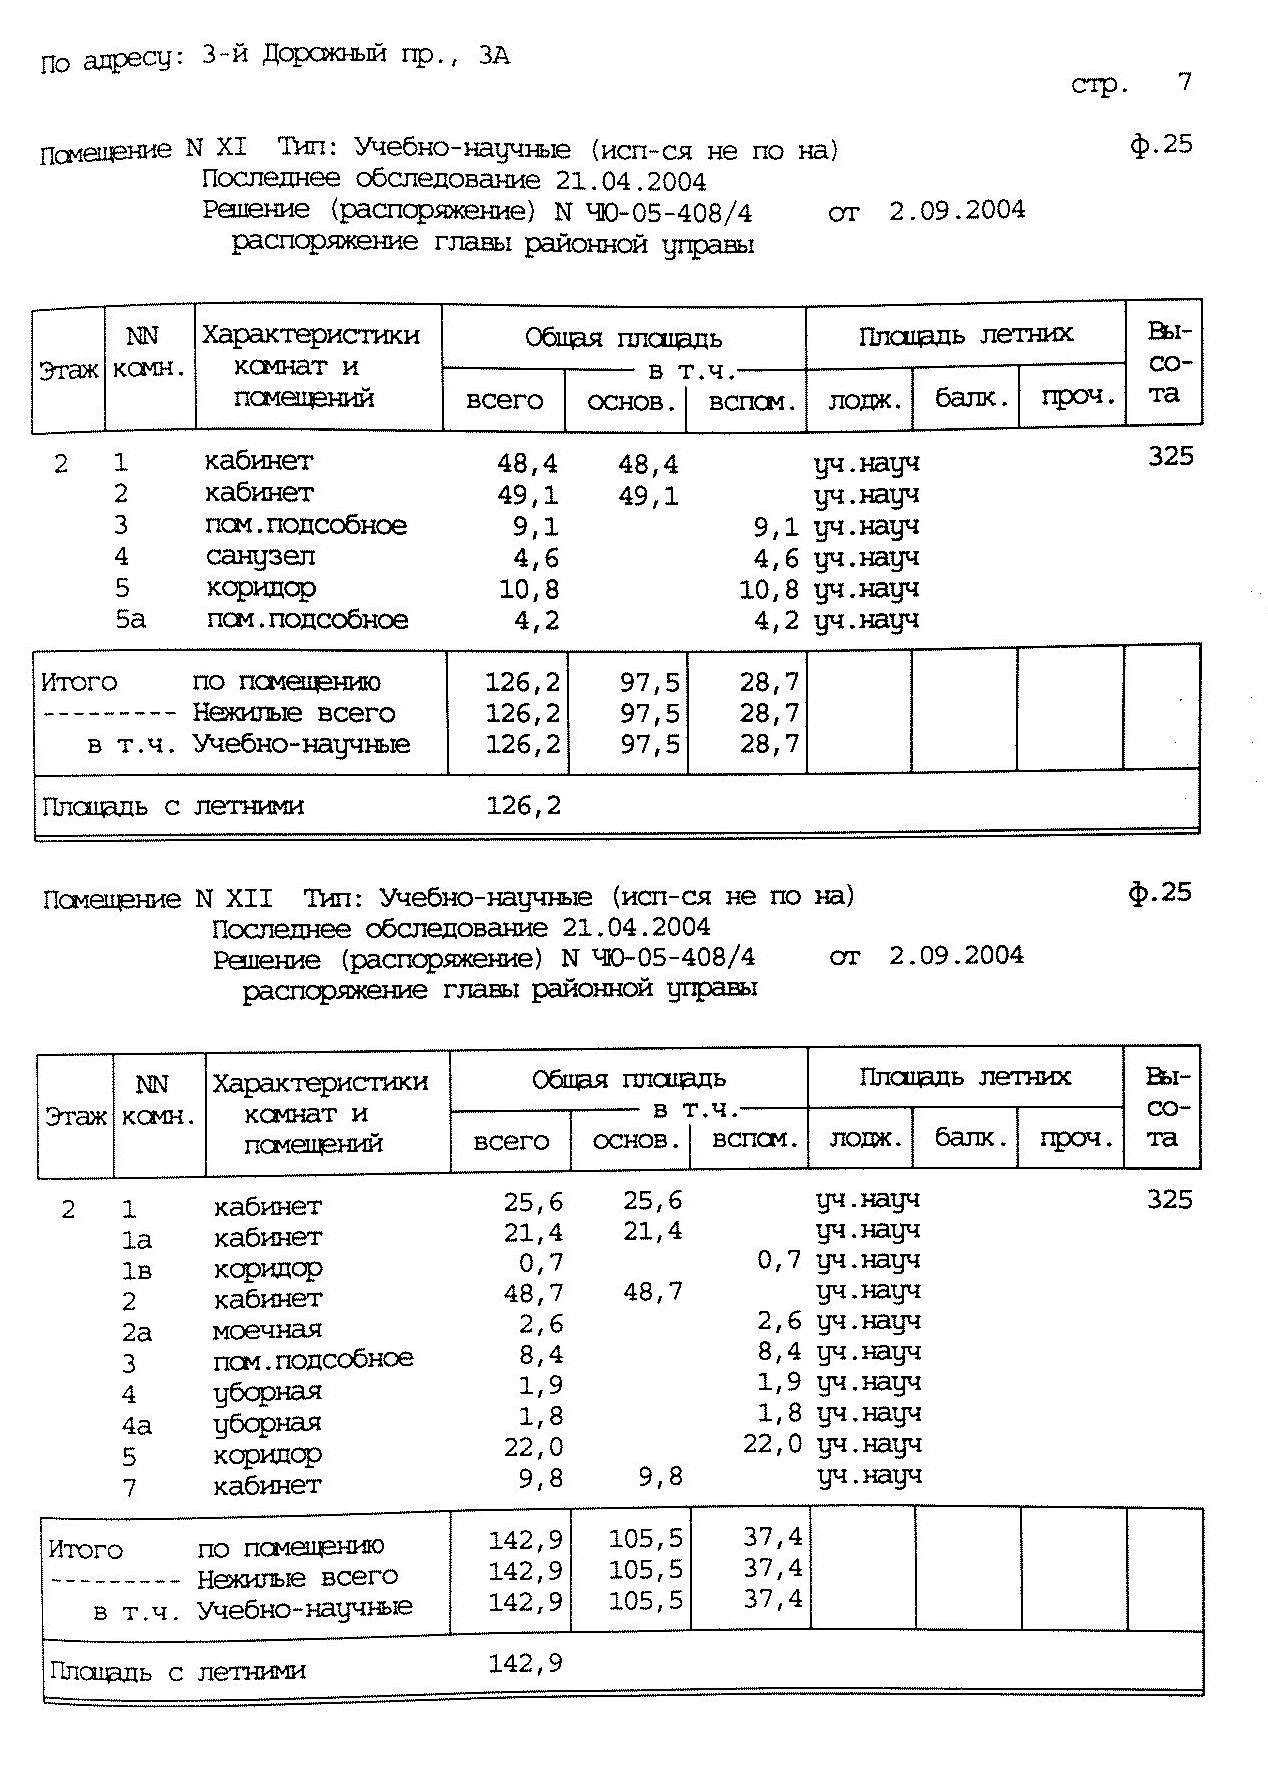 По адресу: 3-й Дорожный пр., 3А
стр. 7
Помещение N XI Тип: Учебно-научные (исп-ся не по на) ф.25
Последнее обследование 21.04.2004
Решение (распоряжение) N ЧЮ-05-408/4 от 2.09.2004
распоряжение главы районной управы
NN Характеристики Общая площадь Площадь летних Вы-
Этаж комн. комнат и в т.ч. со-
помещений всего основ. вспом. лодж. балк. проч. та
2 1 кабинет 48,4 48,4 уч.науч 325
2 кабинет 49,1 49,1 уч.науч
3 пом.подсобное 9,1 9,1 уч.науч
4 санузел 4,6 4,6 уч.науч
5 коридор 10,8 10,8 уч.науч
5а пом.подсобное 4,2 4,2 уч.науч
Итого по помещению 126,2 97,5 28,7
--------- Нежилые всего 126,2 97,5 28,7
в т.ч. Учебно-научные 126,2 97,5 28,7
Площадь с летними 126,2
Помещение N XII Тип: Учебно-научные (исп-ся не по на) ф.25
Последнее обследование 21.04.2004
Решение (распоряжение) N ЧЮ-05-408/4 от 2.09.2004
распоряжение главы районной управы
NN Характеристики Общая площадь Площадь летних Вы-
Этаж комн. комнат и в т.ч. со-
помещений всего основ. вспом. лодж. балк. проч. та
2 1 кабинет 25,6 25,6 уч.науч 325
1а кабинет 21,4 21,4 уч.науч
1в коридор 0,7 0,7 уч.науч
2 кабинет 48,7 48,7 уч.науч
2а моечная 2,6 2,6 уч.науч
3 пом.подсобное 8,4 8,4 уч.науч
4 уборная 1,9 1,9 уч.науч
4а уборная 1,8 1,8 уч.науч
5 коридор 22,0 22,0 уч.науч
7 кабинет 9,8 9,8 уч.науч
Итого по помещению 142,9 105,5 37,4
--------- Нежилые всего 142,9 105,5 37,4
в т.ч. Учебно-научные 142,9 105,5 37,4
Площадь с летними 142,9